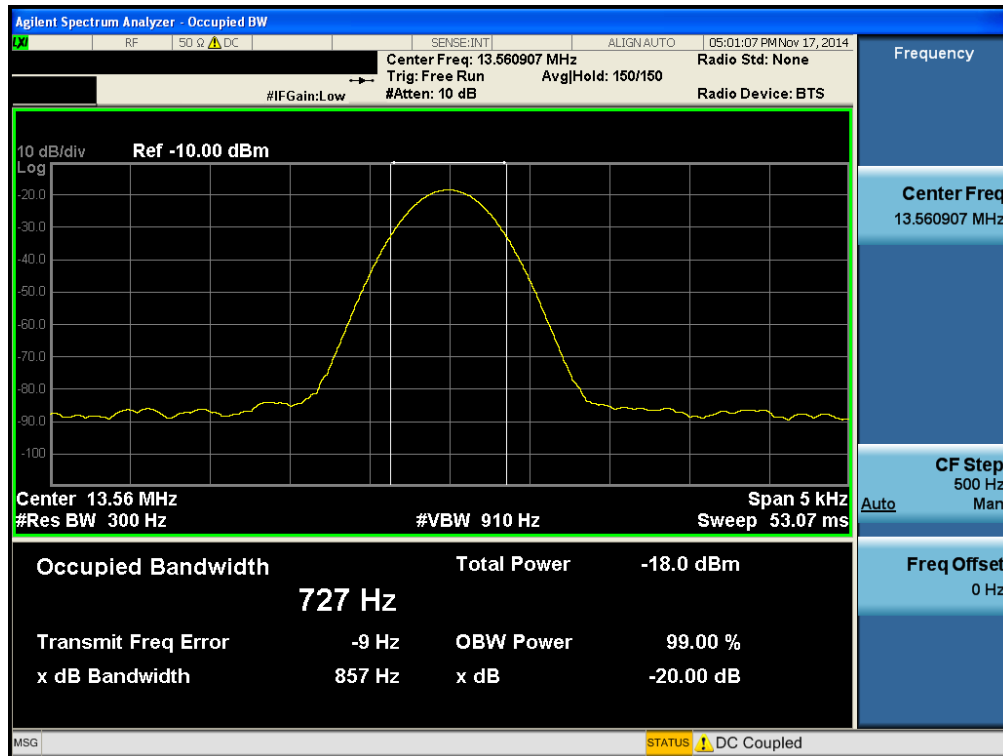 Agilent Spectrum Analyzer - Occupied BW
LXI RF 50 Ω DC SENSE:INT ALIGN AUTO 05:01:07 PM Nov 17, 2014
Center Freq: 13.560907 MHz Radio Std: None
Trig: Free Run Avg|Hold: 150/150
#IFGain:Low #Atten: 10 dB Radio Device: BTS
10 dB/div Ref -10.00 dBm
Log
-20.0
-30.0
-40.0
-50.0
-60.0
-70.0
-80.0
-90.0
-100
Center 13.56 MHz Span 5 kHz
#Res BW 300 Hz #VBW 910 Hz Sweep 53.07 ms
Occupied Bandwidth Total Power -18.0 dBm
727 Hz
Transmit Freq Error -9 Hz OBW Power 99.00 %
x dB Bandwidth 857 Hz x dB -20.00 dB
Frequency
Center Freq
13.560907 MHz
CF Step
500 Hz
Auto Man
Freq Offset
0 Hz
MSG STATUS DC Coupled